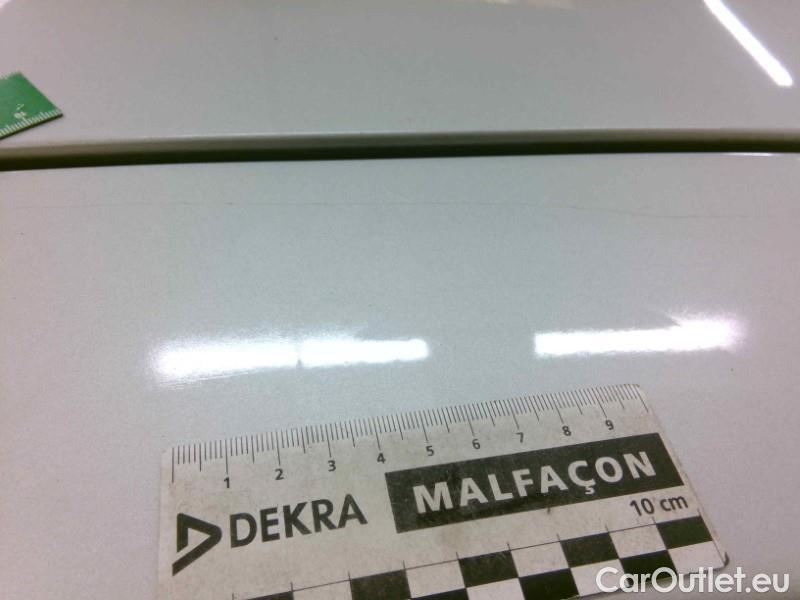 1 2 3 4 5 6 7 8 9
DEKRA MALFAÇON
10 cm
CarOutlet.eu